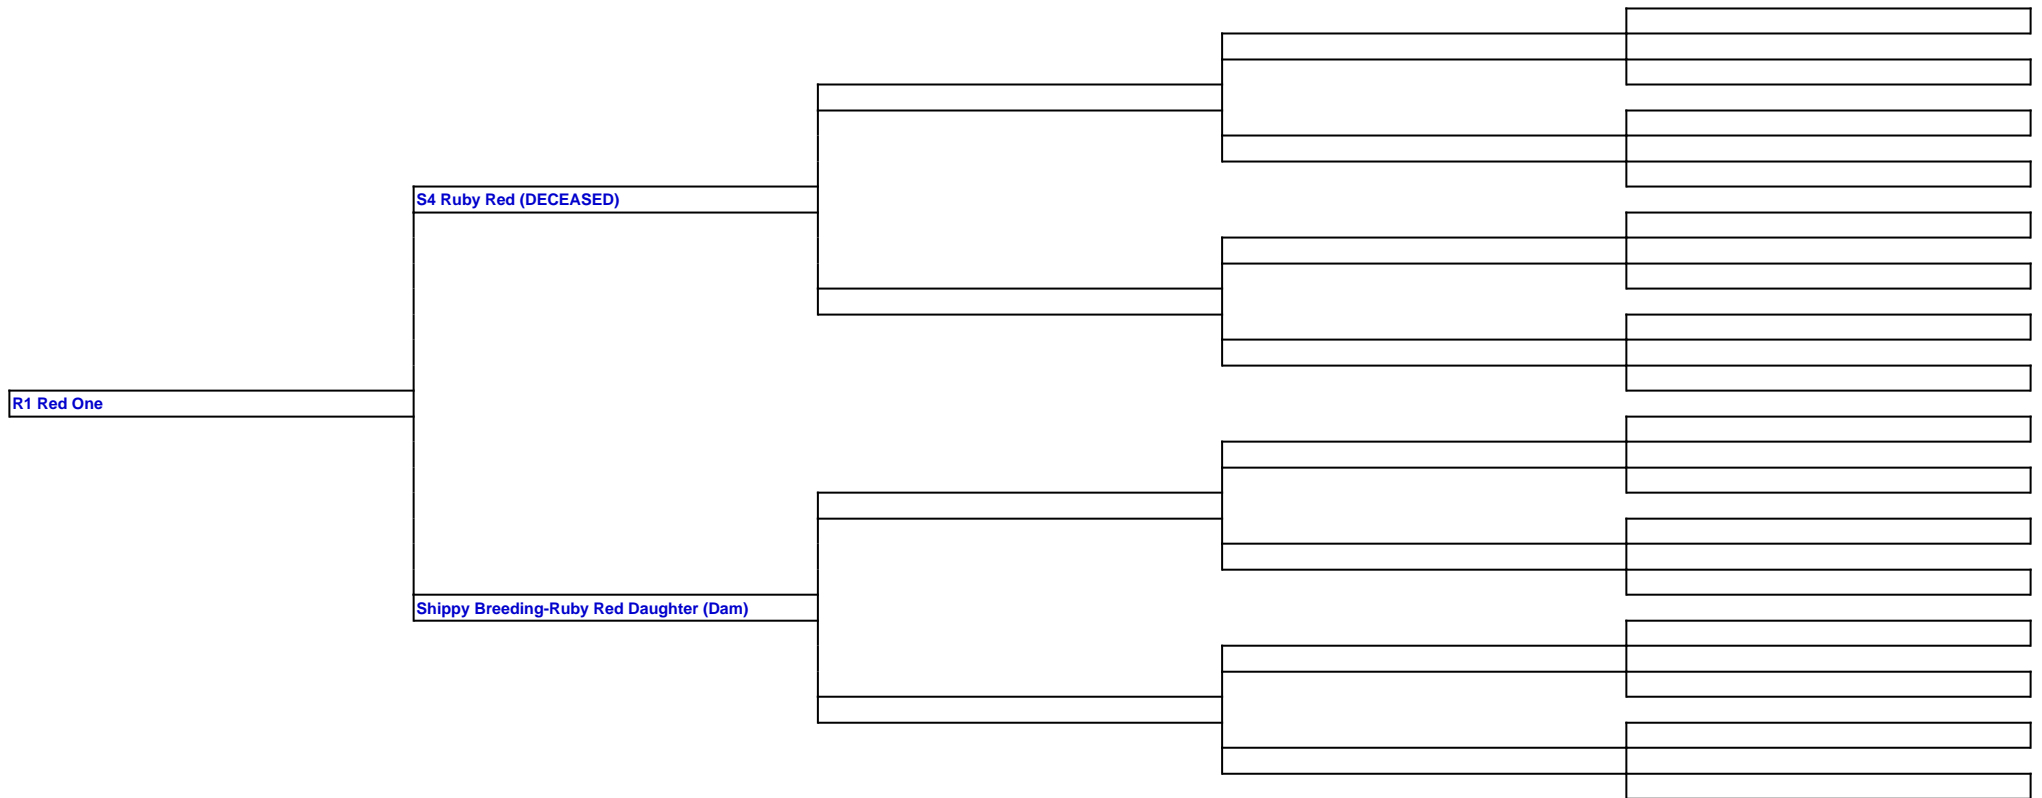 S4 Ruby Red (DECEASED)
R1 Red One
Shippy Breeding-Ruby Red Daughter (Dam)